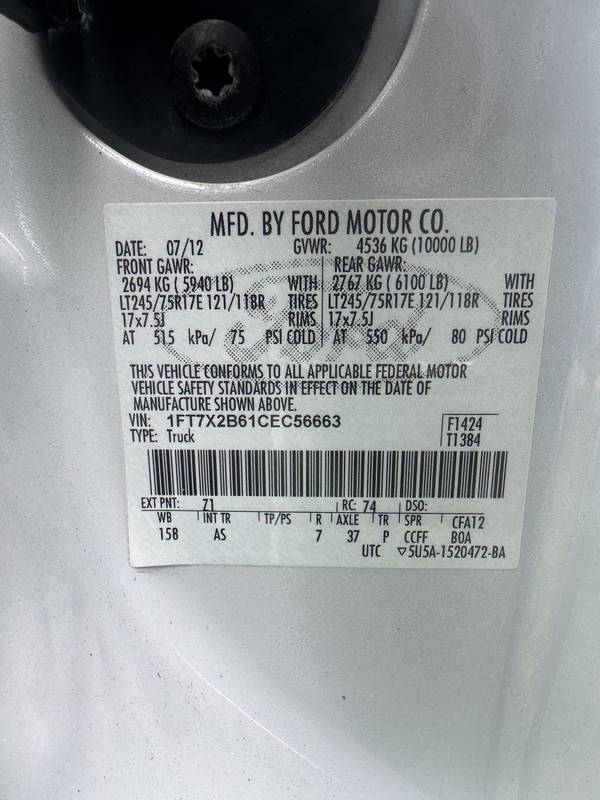 MFD. BY FORD MOTOR CO.
DATE: 07/12 GVWR: 4536 KG (10000 LB)
FRONT GAWR: REAR GAWR:
2694 KG ( 5940 LB) WITH 2767 KG ( 6100 LB) WITH
LT245/75R17E 121/118R TIRES LT245/75R17E 121/118R TIRES
17x7.5J RIMS 17x7.5J RIMS
AT 515 kPa/ 75 PSI COLD AT 550 kPa/ 80 PSI COLD
THIS VEHICLE CONFORMS TO ALL APPLICABLE FEDERAL MOTOR
VEHICLE SAFETY STANDARDS IN EFFECT ON THE DATE OF
MANUFACTURE SHOWN ABOVE.
VIN: 1FT7X2B61CEC56663 F1424
TYPE: Truck T1384
EXT PNT: Z1 RC: 74 DSO:
WB INT TR TP/PS R AXLE TR SPR CFA12
158 AS 7 37 P CCFF BOA
UTC ▽5U5A-1520472-BA